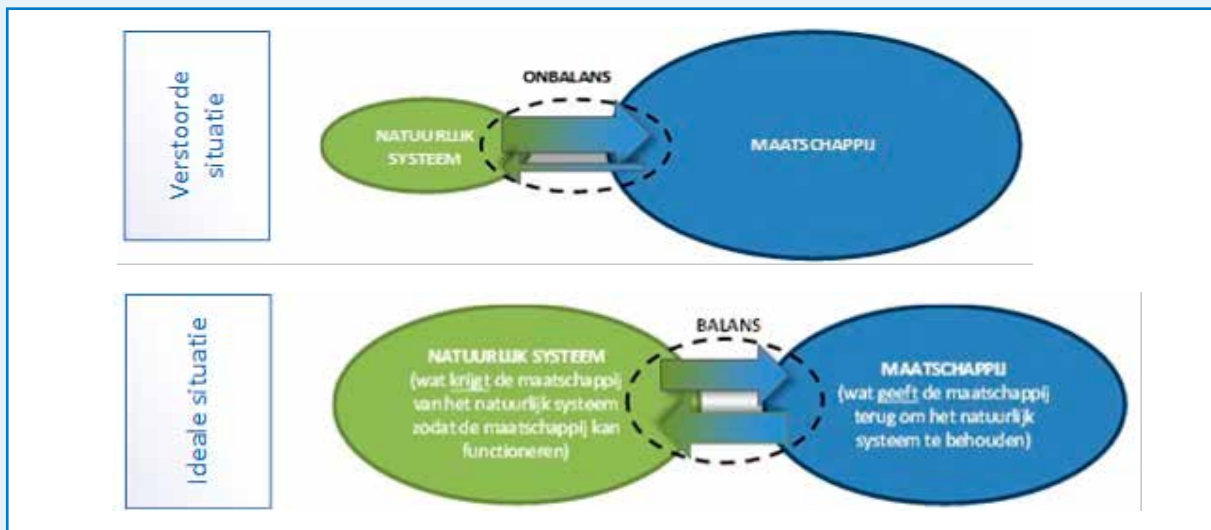 Verstoorde
situatie
ONBALANS
NATUURLIJK
SYSTEEM
MAATSCHAPPIJ
Ideale situatie
BALANS
NATUURLIJK SYSTEEM
(wat krijgt de maatschappij
van het natuurlijk systeem
zodat de maatschappij kan
functioneren)
MAATSCHAPPIJ
(wat geeft de maatschappij
terug om het natuurlijk
systeem te behouden)